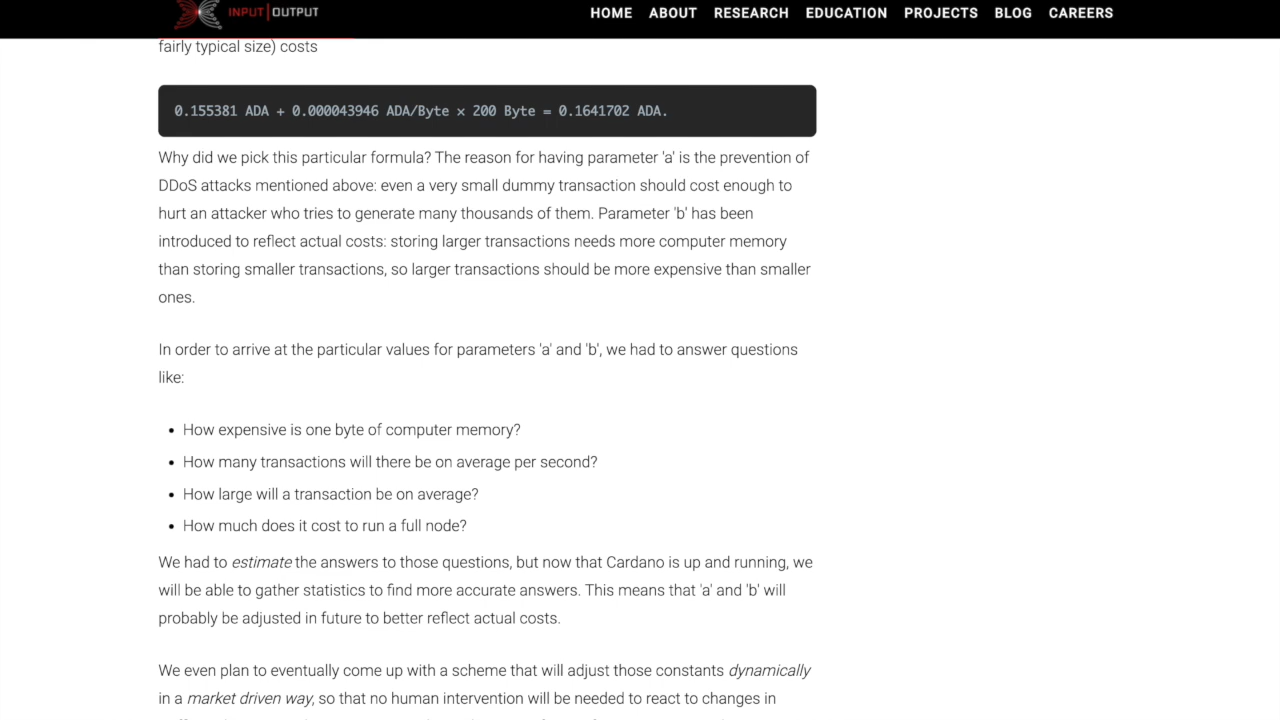 INPUT|OUTPUT
HOME ABOUT RESEARCH EDUCATION PROJECTS BLOG CAREERS
fairly typical size) costs
0.155381 ADA + 0.000043946 ADA/Byte × 200 Byte = 0.1641702 ADA.
Why did we pick this particular formula? The reason for having parameter 'a' is the prevention of
DDoS attacks mentioned above: even a very small dummy transaction should cost enough to
hurt an attacker who tries to generate many thousands of them. Parameter 'b' has been
introduced to reflect actual costs: storing larger transactions needs more computer memory
than storing smaller transactions, so larger transactions should be more expensive than smaller
ones.
In order to arrive at the particular values for parameters 'a' and 'b', we had to answer questions
like:
• How expensive is one byte of computer memory?
• How many transactions will there be on average per second?
• How large will a transaction be on average?
• How much does it cost to run a full node?
We had to estimate the answers to those questions, but now that Cardano is up and running, we
will be able to gather statistics to find more accurate answers. This means that 'a' and 'b' will
probably be adjusted in future to better reflect actual costs.
We even plan to eventually come up with a scheme that will adjust those constants dynamically
in a market driven way, so that no human intervention will be needed to react to changes in